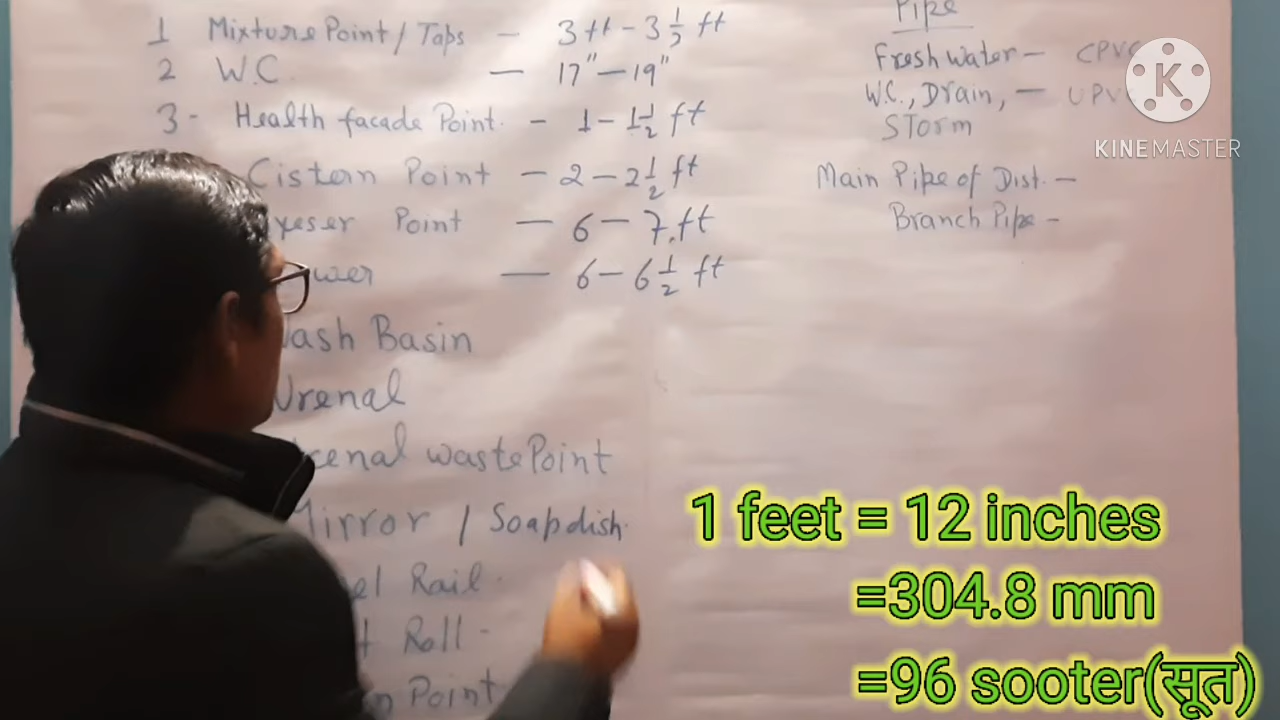 1 Mixture Point / Taps — 3 ft – 3 1/2 ft
2 W.C. — 17" — 19"
3 - Health facade Point. - 1 – 1 1/2 ft
Cistern Point — 2 — 2 1/2 ft
Point — 6 — 7.ft
— 6 — 6 1/2 ft
Basin
Urenal
waste Point
Mirror / Soapdish.
Rail -
Roll -
Point
Pipe
Fresh water — CPVC
W.C., Drain, — UPVC
STorm
Main Pipe of Dist. —
Branch Pipe -
KINEMASTER
1 feet = 12 inches
=304.8 mm
=96 sooter(सूत)